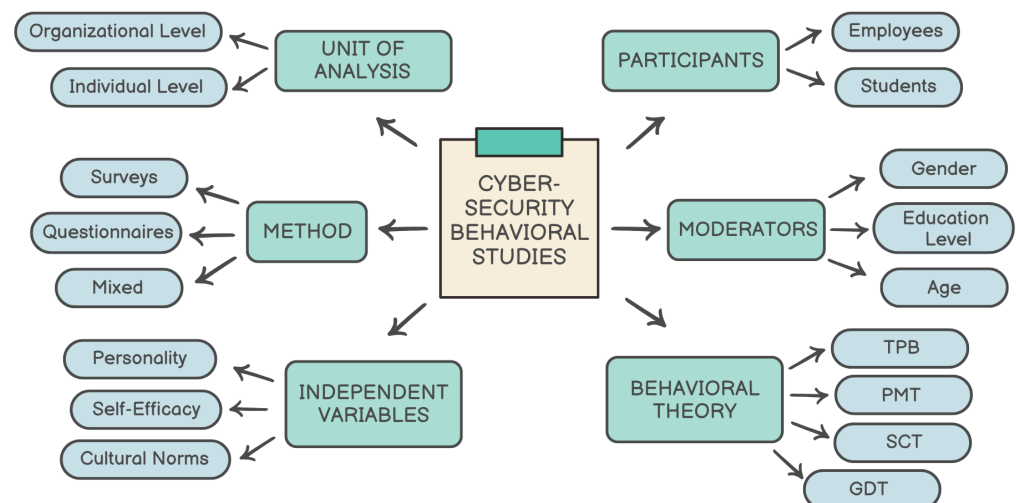 CYBER-
SECURITY
BEHAVIORAL
STUDIES
UNIT OF
ANALYSIS
Organizational Level
Individual Level
METHOD
Surveys
Questionnaires
Mixed
INDEPENDENT
VARIABLES
Personality
Self-Efficacy
Cultural Norms
PARTICIPANTS
Employees
Students
MODERATORS
Gender
Education
Level
Age
BEHAVIORAL
THEORY
TPB
PMT
SCT
GDT